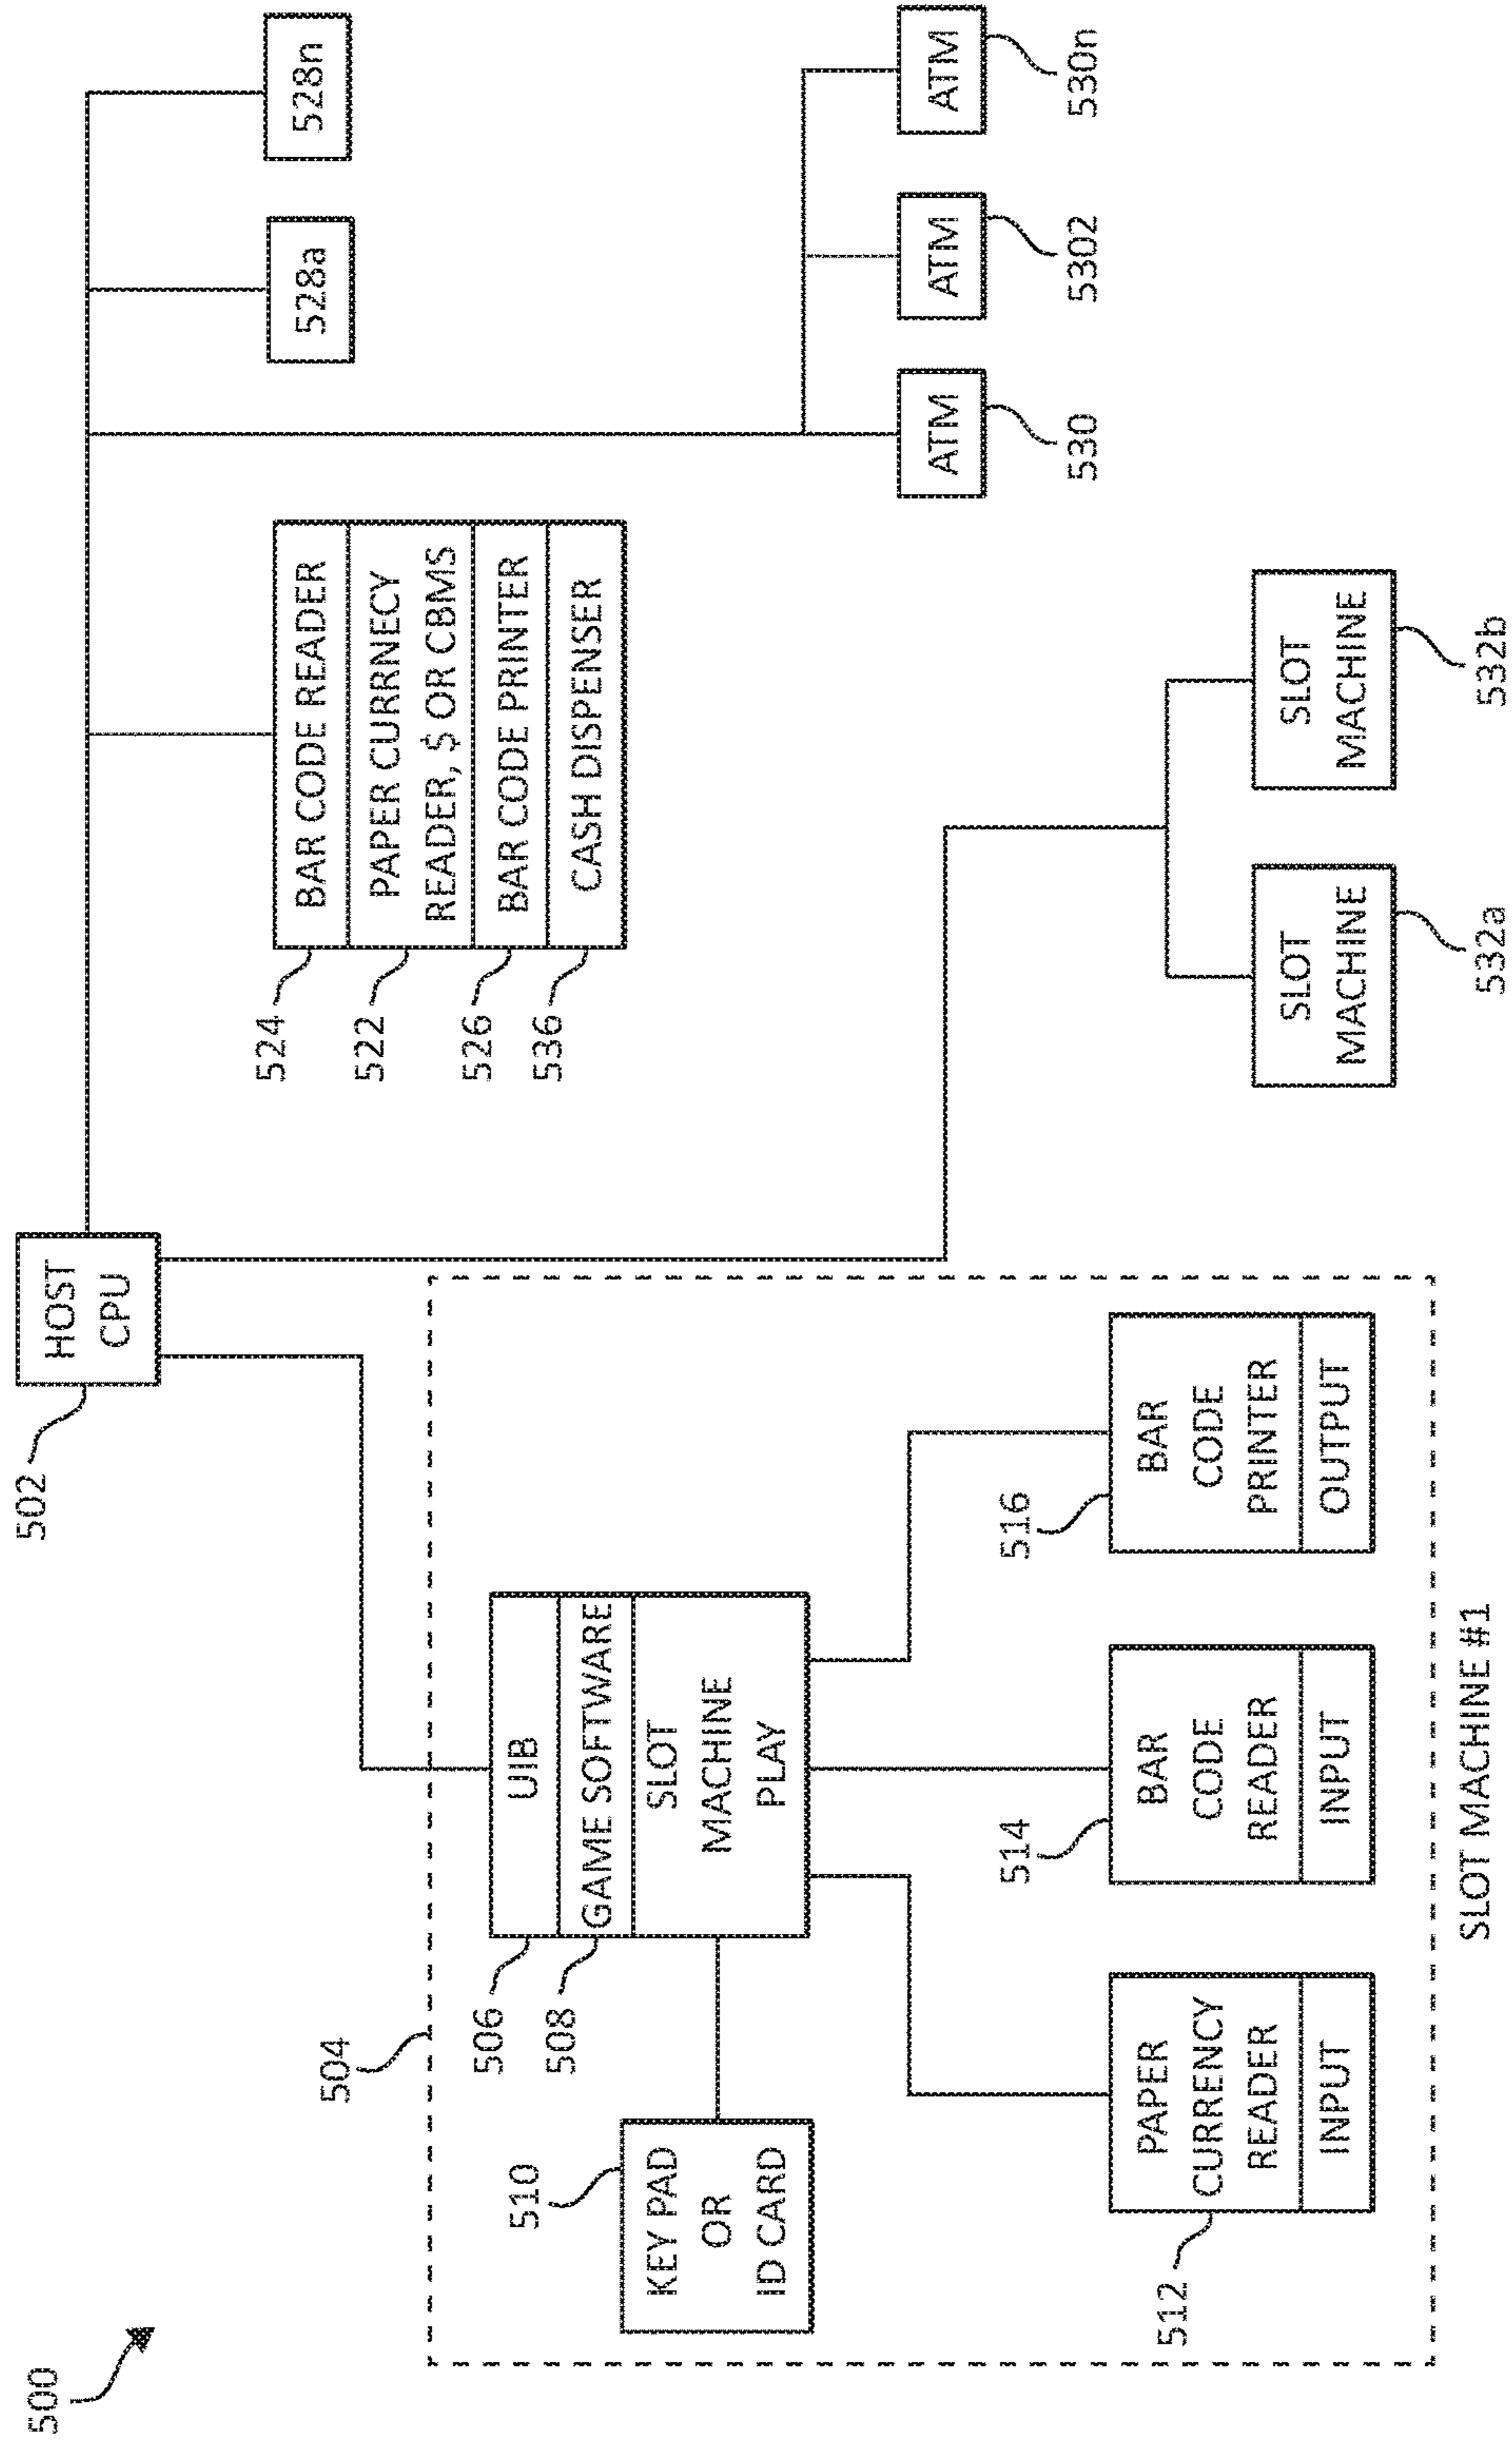 500
502
HOST
CPU
504
506
UIB
508
GAME SOFTWARE
SLOT
MACHINE
PLAY
510
KEY PAD
OR
ID CARD
512
PAPER
CURRENCY
READER
INPUT
514
BAR
CODE
READER
INPUT
516
BAR
CODE
PRINTER
OUTPUT
SLOT MACHINE #1
524
BAR CODE READER
522
PAPER CURRNECY
READER, $ OR CBMS
526
BAR CODE PRINTER
536
CASH DISPENSER
528a
528n
ATM
530
ATM
5302
ATM
530n
SLOT
MACHINE
532a
SLOT
MACHINE
532b